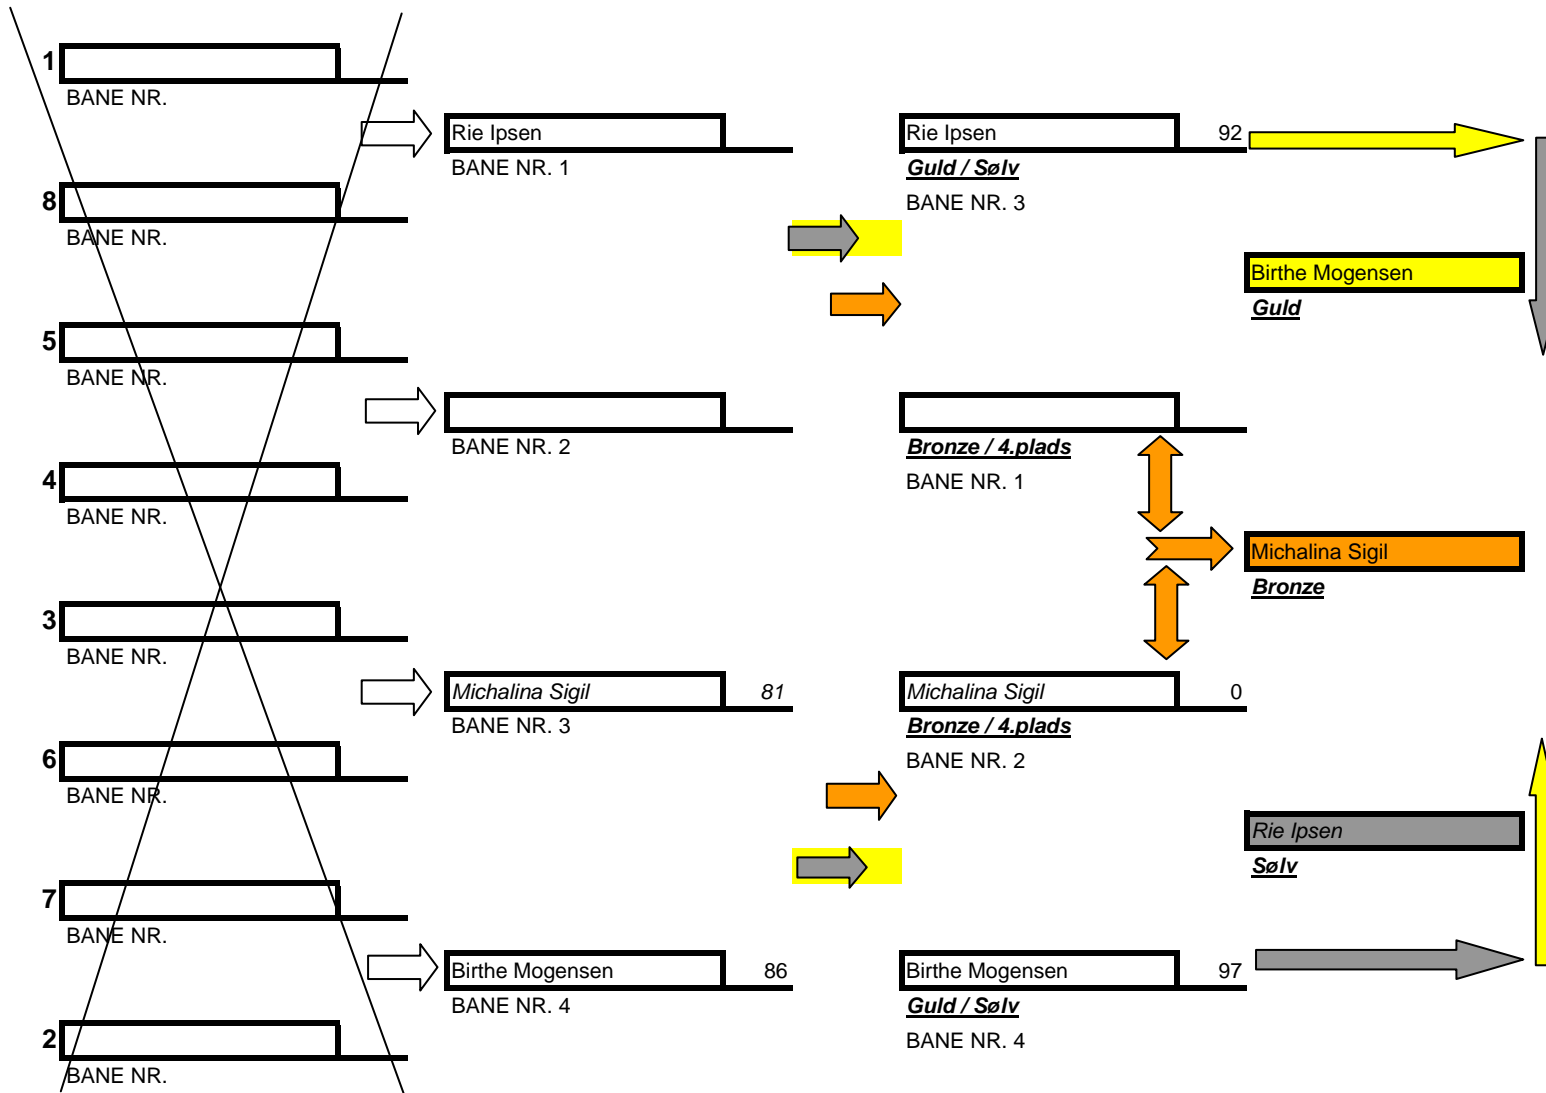 1
BANE NR.
8
BANE NR.
5
BANE NR.
4
BANE NR.
3
BANE NR.
6
BANE NR.
7
BANE NR.
2
BANE NR.
Rie Ipsen
BANE NR. 1
BANE NR. 2
Michalina Sigil 81
BANE NR. 3
Birthe Mogensen 86
BANE NR. 4
Rie Ipsen 92
Guld / Sølv
BANE NR. 3
Bronze / 4.plads
BANE NR. 1
Michalina Sigil 0
Bronze / 4.plads
BANE NR. 2
Birthe Mogensen 97
Guld / Sølv
BANE NR. 4
Birthe Mogensen
Guld
Michalina Sigil
Bronze
Rie Ipsen
Sølv